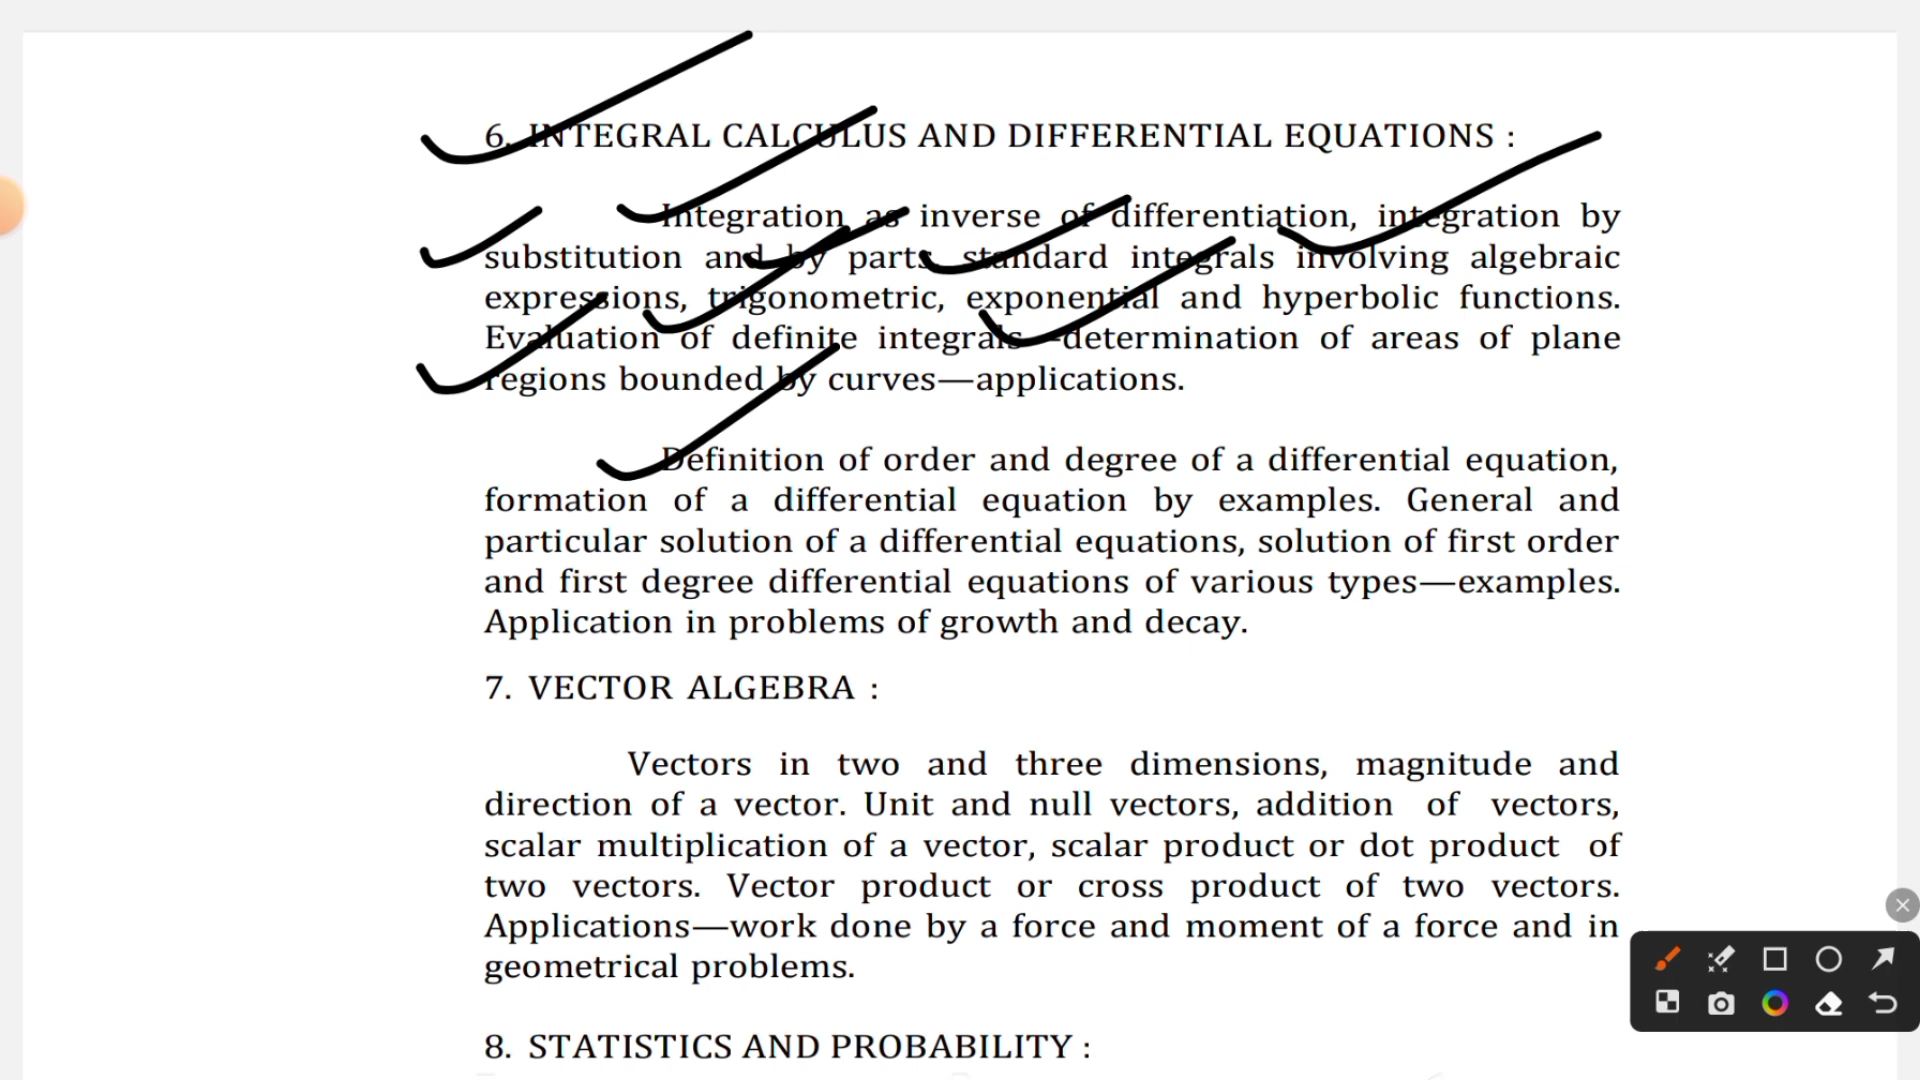 6. INTEGRAL CALCULUS AND DIFFERENTIAL EQUATIONS :
Integration as inverse of differentiation, integration by
substitution and by parts, standard integrals involving algebraic
expressions, trigonometric, exponential and hyperbolic functions.
Evaluation of definite integrals—determination of areas of plane
regions bounded by curves—applications.
Definition of order and degree of a differential equation,
formation of a differential equation by examples. General and
particular solution of a differential equations, solution of first order
and first degree differential equations of various types—examples.
Application in problems of growth and decay.
7. VECTOR ALGEBRA :
Vectors in two and three dimensions, magnitude and
direction of a vector. Unit and null vectors, addition of vectors,
scalar multiplication of a vector, scalar product or dot product of
two vectors. Vector product or cross product of two vectors.
Applications—work done by a force and moment of a force and in
geometrical problems.
8. STATISTICS AND PROBABILITY :